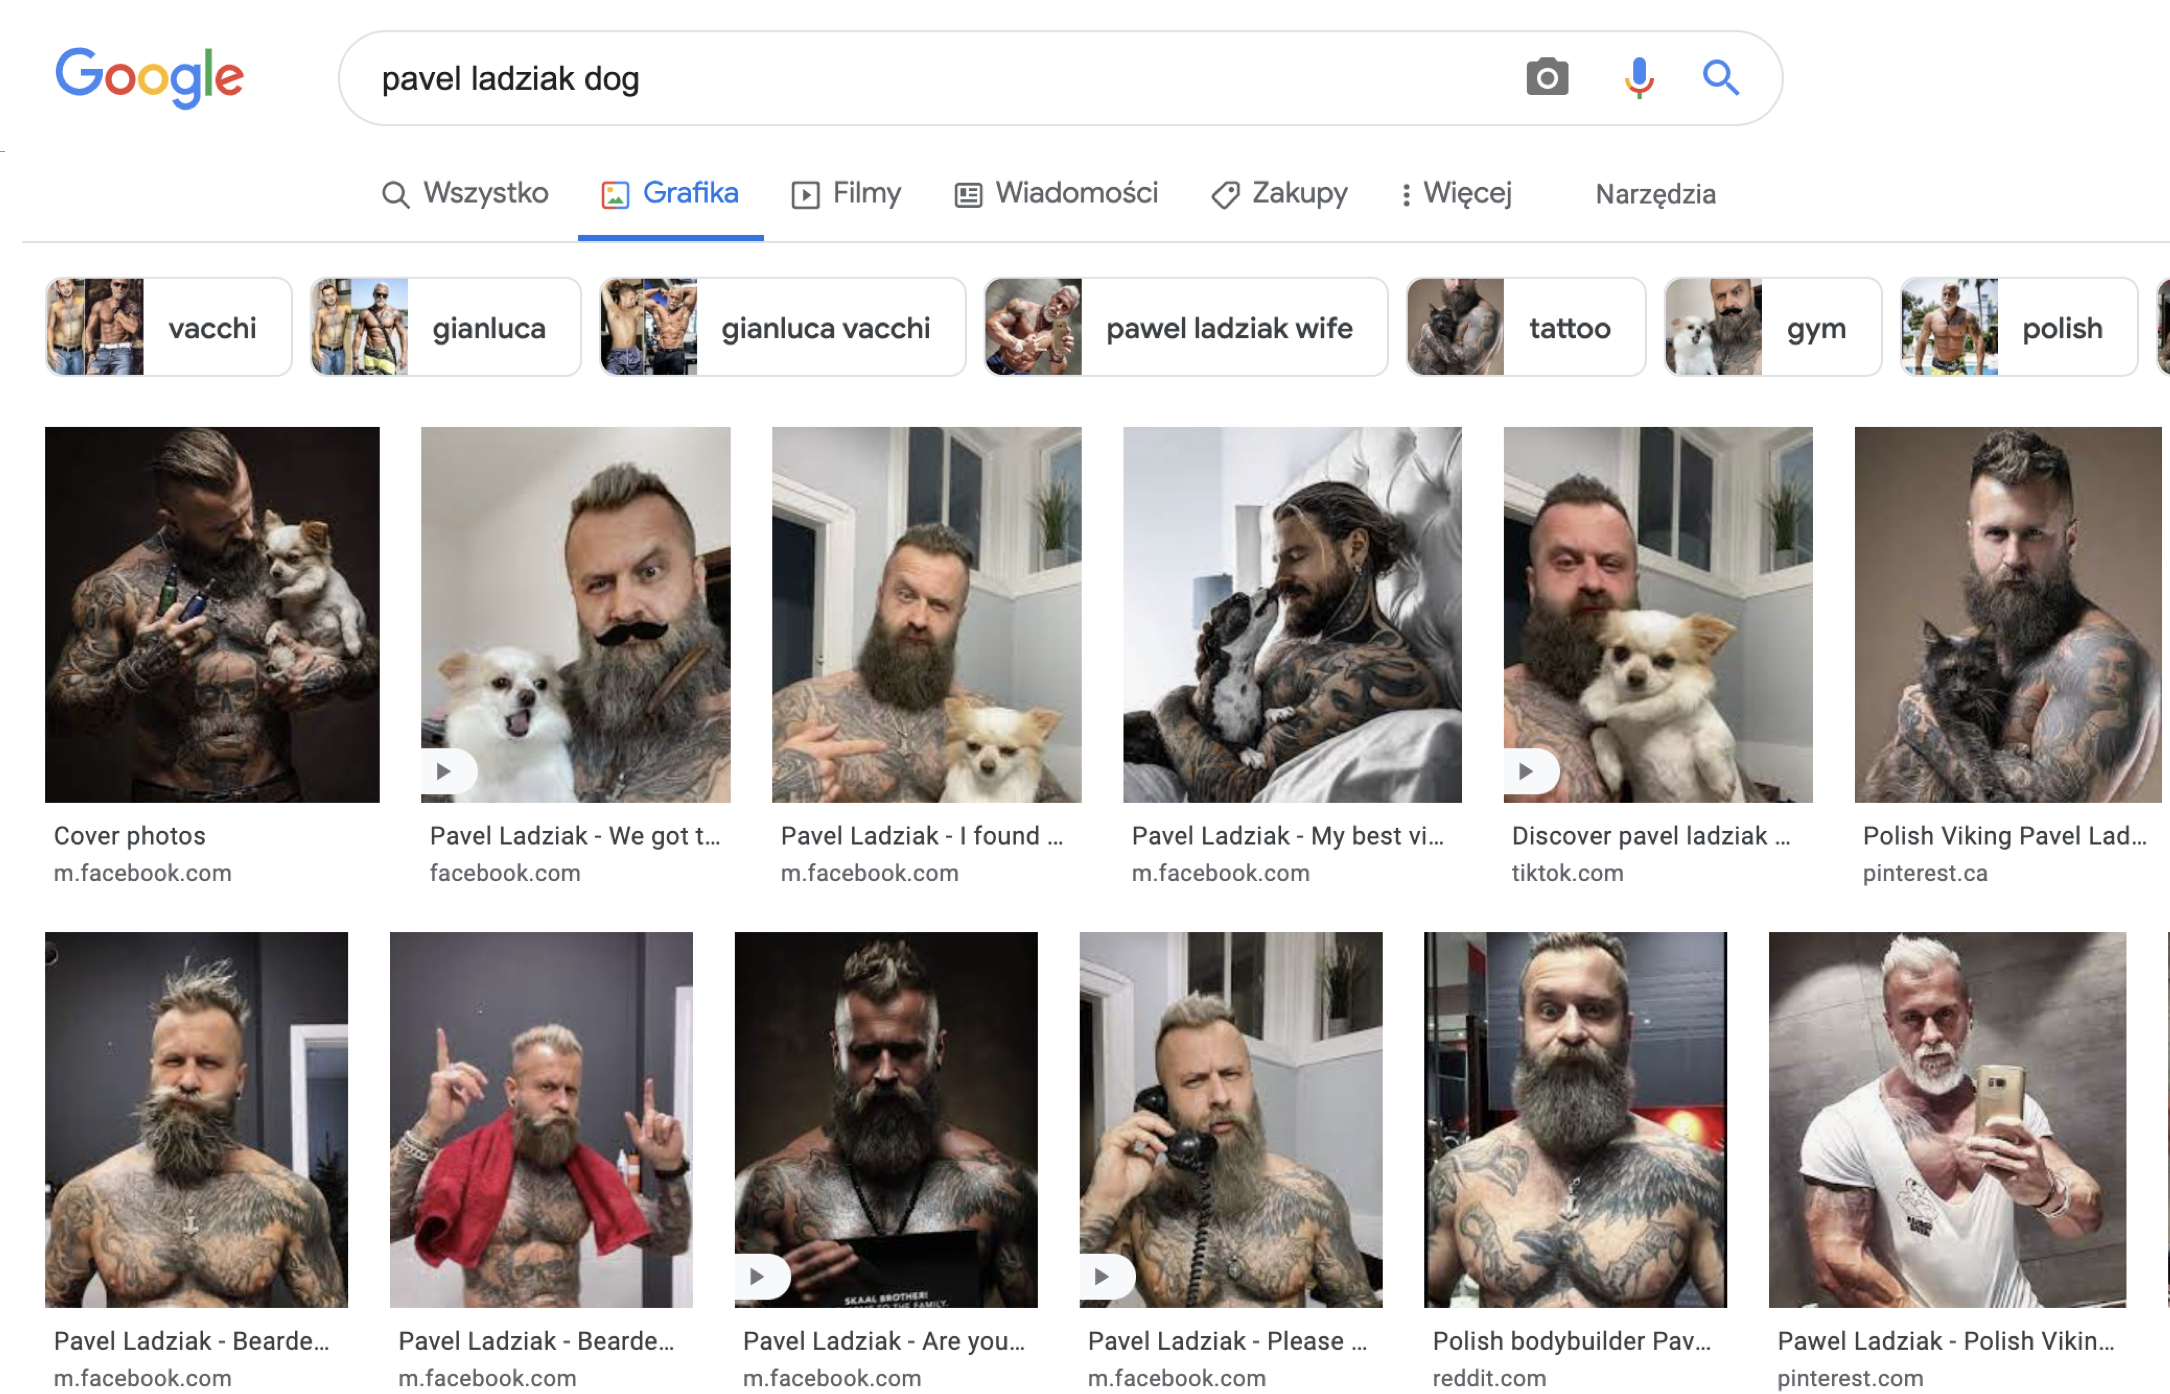 Google
pavel ladziak dog
Wszystko
Grafika
Filmy
Wiadomości
Zakupy
Więcej
Narzędzia
vacchi
gianluca
gianluca vacchi
pawel ladziak wife
tattoo
gym
polish
Cover photos
m.facebook.com
Pavel Ladziak - We got t...
facebook.com
Pavel Ladziak - I found ...
m.facebook.com
Pavel Ladziak - My best vi...
m.facebook.com
Discover pavel ladziak ...
tiktok.com
Polish Viking Pavel Lad...
pinterest.ca
SKAAL BROTHER!
TO THE FAMILY.
Pavel Ladziak - Bearde...
m.facebook.com
Pavel Ladziak - Bearde...
m.facebook.com
Pavel Ladziak - Are you...
m.facebook.com
Pavel Ladziak - Please ...
m.facebook.com
Polish bodybuilder Pav...
reddit.com
Pawel Ladziak - Polish Vikin...
pinterest.com